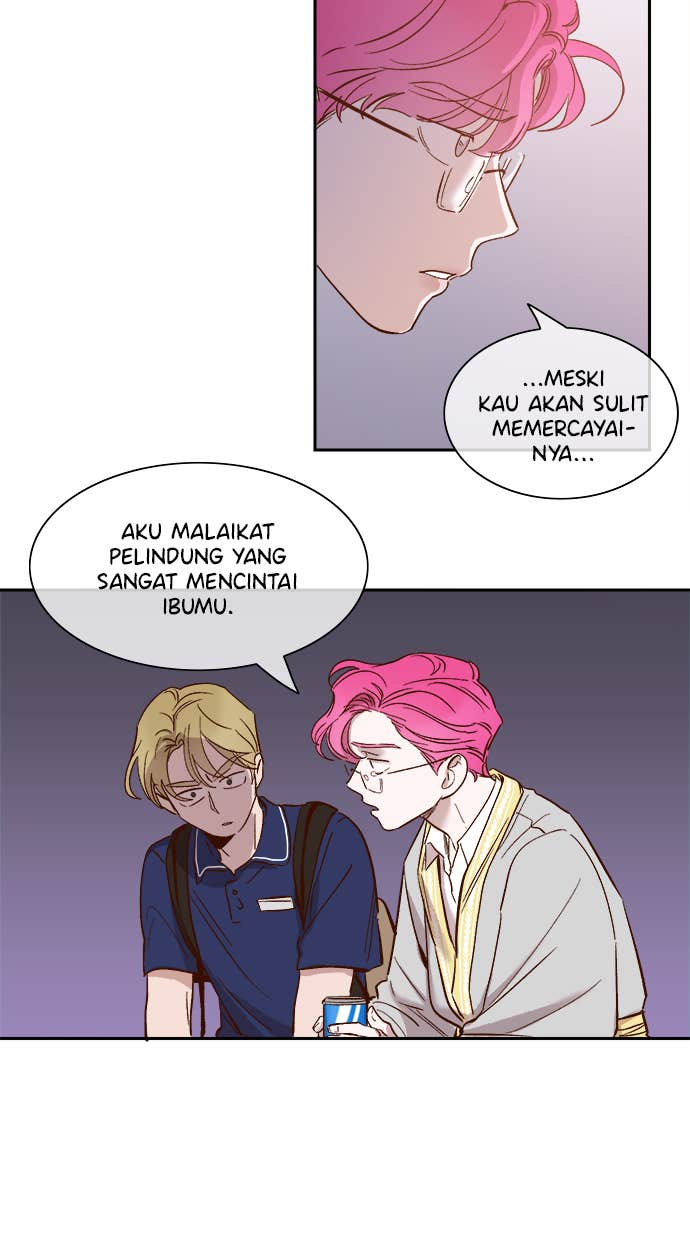 ...MESKI
KAU AKAN SULIT
MEMERCAYAI-
NYA...
AKU MALAIKAT
PELINDUNG YANG
SANGAT MENCINTAI
IBUMU.